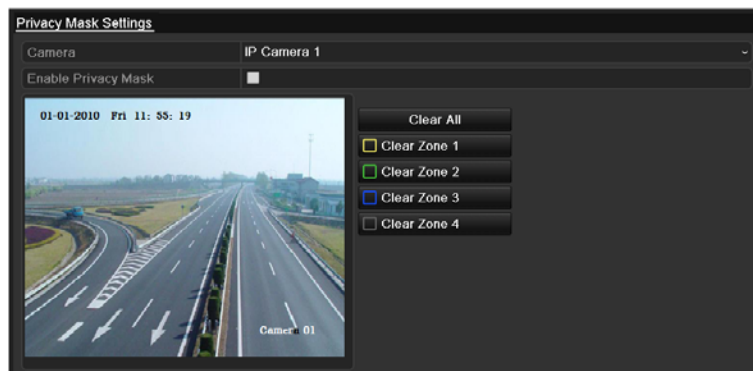 Privacy Mask Settings
Camera IP Camera 1
Enable Privacy Mask
01-01-2010 Fri 11: 55: 19
Clear All
Clear Zone 1
Clear Zone 2
Clear Zone 3
Clear Zone 4
Camera 01